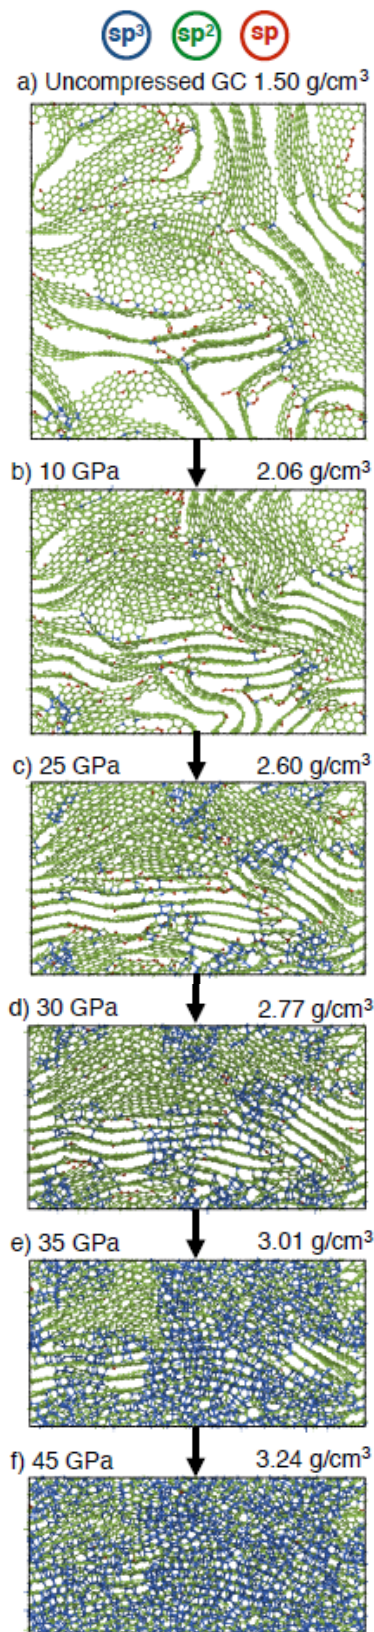 sp³ sp² sp
a) Uncompressed GC 1.50 g/cm³
b) 10 GPa 2.06 g/cm³
c) 25 GPa 2.60 g/cm³
d) 30 GPa 2.77 g/cm³
e) 35 GPa 3.01 g/cm³
f) 45 GPa 3.24 g/cm³